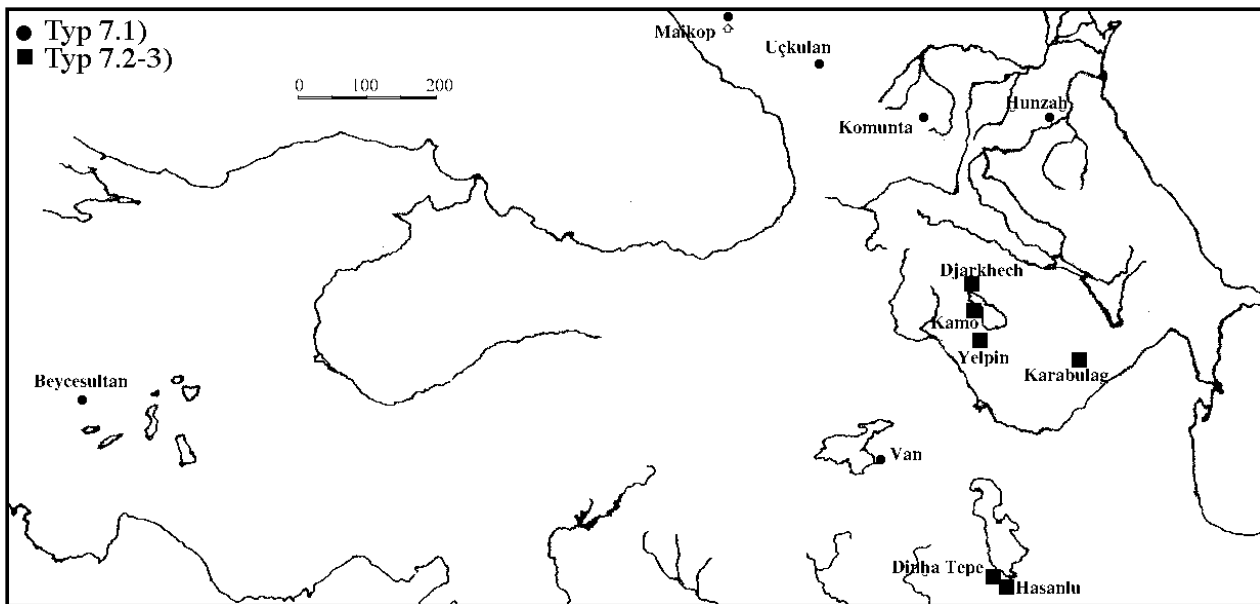 Typ 7.1)
Typ 7.2-3)
Maikop
Uçkulan
0 100 200
Komunta
Hunzah
Djarkhech
Kamo
Yelpin
Karabulag
Beycesultan
Van
Dinha Tepe
Hasanlu